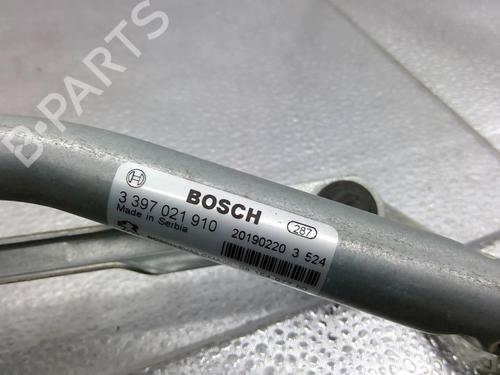 B-PARTS
BOSCH
3 397 021 910
287
Made in Serbia
20190220 3 524